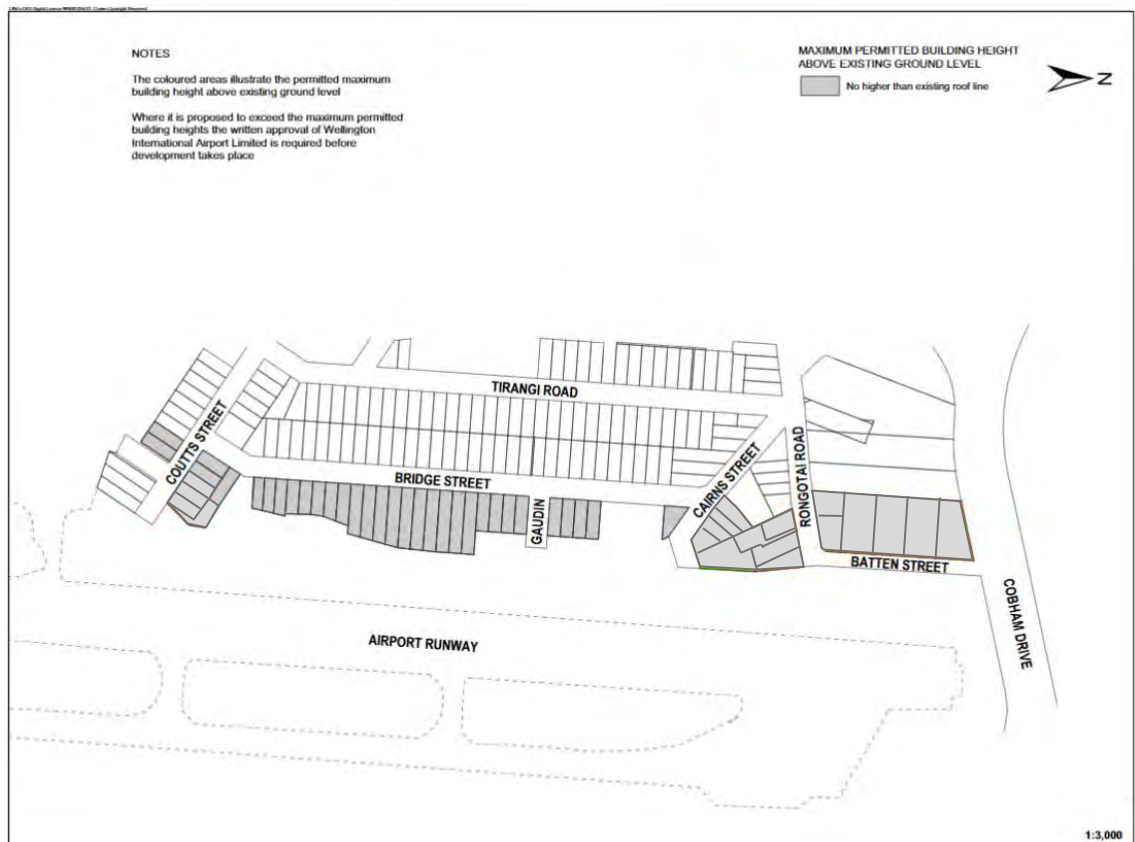 NOTES
The coloured areas illustrate the permitted maximum
building height above existing ground level
Where it is proposed to exceed the maximum permitted
building heights the written approval of Wellington
International Airport Limited is required before
development takes place
MAXIMUM PERMITTED BUILDING HEIGHT
ABOVE EXISTING GROUND LEVEL
No higher than existing roof line
N
TIRANGI ROAD
COUTTS STREET
BRIDGE STREET
GAUDIN
CAIRNS STREET
RONGOTAI ROAD
BATTEN STREET
COBHAM DRIVE
AIRPORT RUNWAY
1:3,000